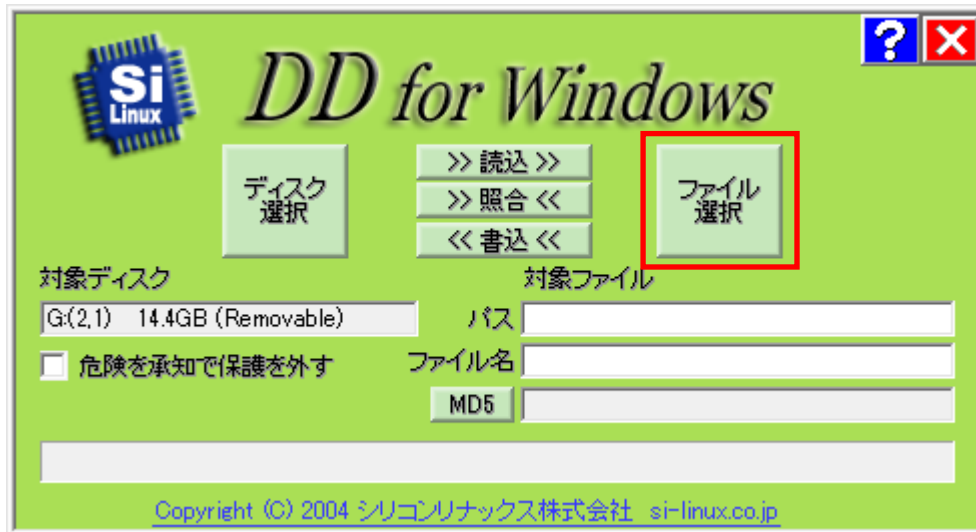 ?
Si
Linux
DD for Windows
ディスク
選択
>> 読込 >>
>> 照合 <<
<< 書込 <<
ファイル
選択
対象ディスク
対象ファイル
G:(2,1) 14.4GB (Removable)
パス
危険を承知で保護を外す
ファイル名
MD5
Copyright (C) 2004 シリコンリナックス株式会社 si-linux.co.jp